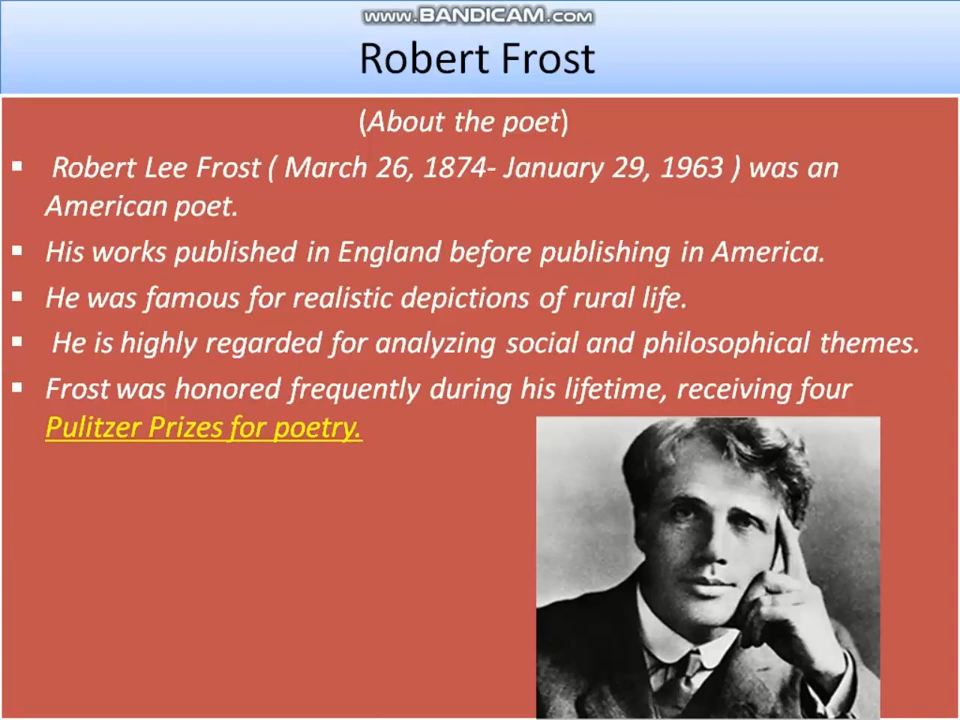 www.BANDICAM.com
Robert Frost
(About the poet)
▪ Robert Lee Frost ( March 26, 1874- January 29, 1963 ) was an
American poet.
▪ His works published in England before publishing in America.
▪ He was famous for realistic depictions of rural life.
▪ He is highly regarded for analyzing social and philosophical themes.
▪ Frost was honored frequently during his lifetime, receiving four
Pulitzer Prizes for poetry.